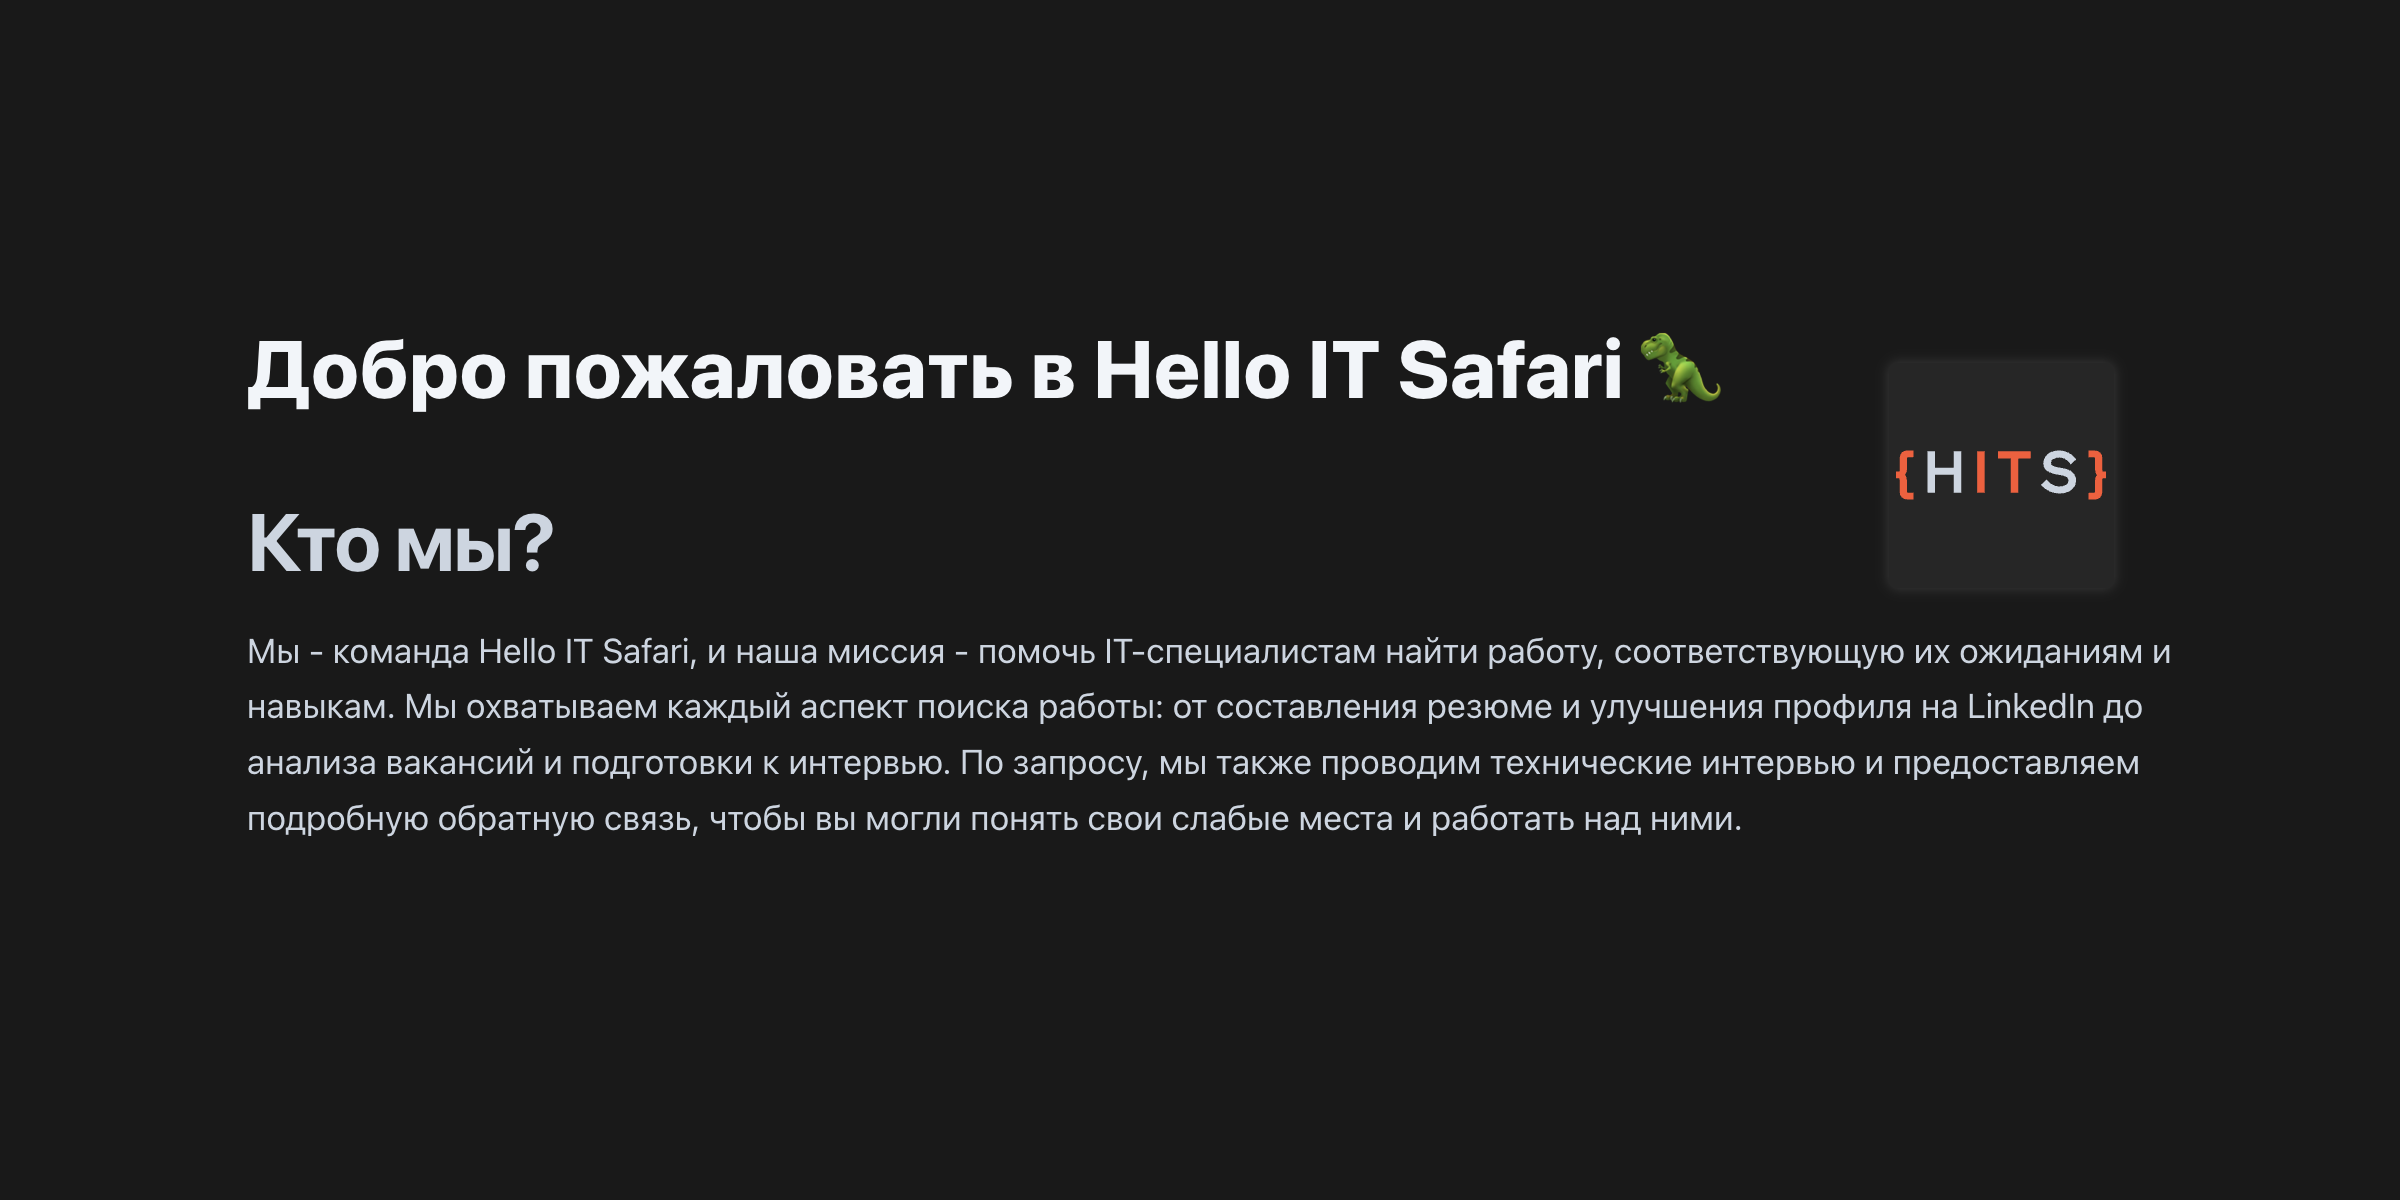 Добро пожаловать в Hello IT Safari 🦖
{HITS}
Кто мы?
Мы - команда Hello IT Safari, и наша миссия - помочь IT-специалистам найти работу, соответствующую их ожиданиям и
навыкам. Мы охватываем каждый аспект поиска работы: от составления резюме и улучшения профиля на LinkedIn до
анализа вакансий и подготовки к интервью. По запросу, мы также проводим технические интервью и предоставляем
подробную обратную связь, чтобы вы могли понять свои слабые места и работать над ними.